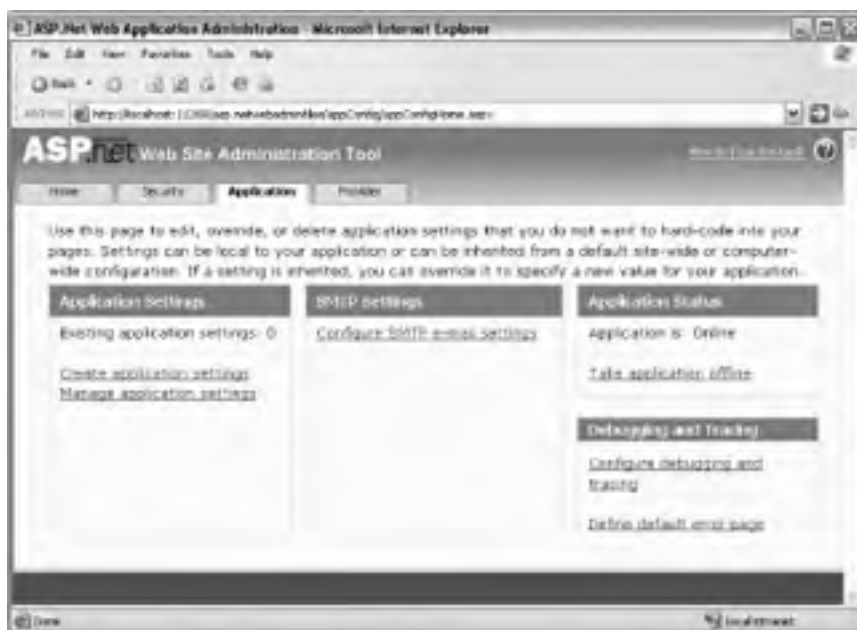 ASP.Net Web Application Administration - Microsoft Internet Explorer
File Edit View Favorites Tools Help
Back
ASP.net Web Site Administration Tool
Home Security Application Provider
Use this page to edit, override, or delete application settings that you do not want to hard-code into your
pages. Settings can be local to your application or can be inherited from a default site-wide or computer-
wide configuration. If a setting is inherited, you can override it to specify a new value for your application.
Application Settings
Existing application settings: 0
Create application settings
Manage application settings
SMTP Settings
Configure SMTP e-mail settings
Application Status
Application is: Online
Take application offline
Debugging and Tracing
Configure debugging and
tracing
Define default error page
Done
Local intranet